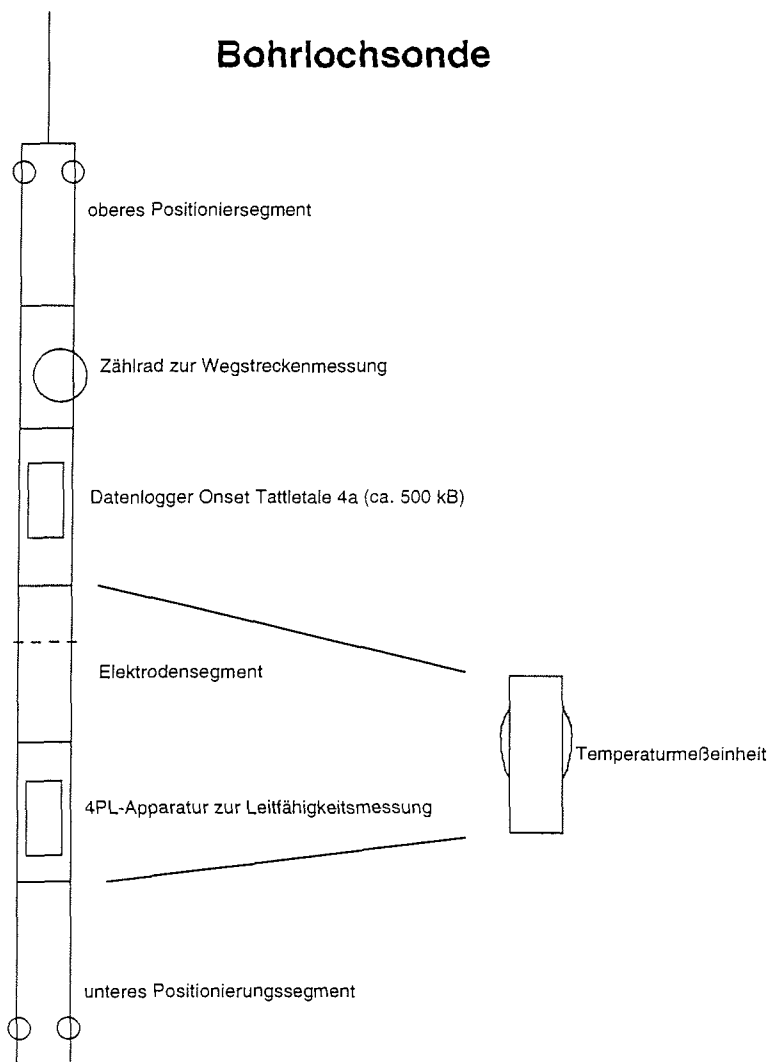 Bohrlochsonde
oberes Positioniersegment
Zählrad zur Wegstreckenmessung
Datenlogger Onset Tattletale 4a (ca. 500 kB)
Elektrodensegment
Temperaturmeßeinheit
4PL-Apparatur zur Leitfähigkeitsmessung
unteres Positionierungssegment